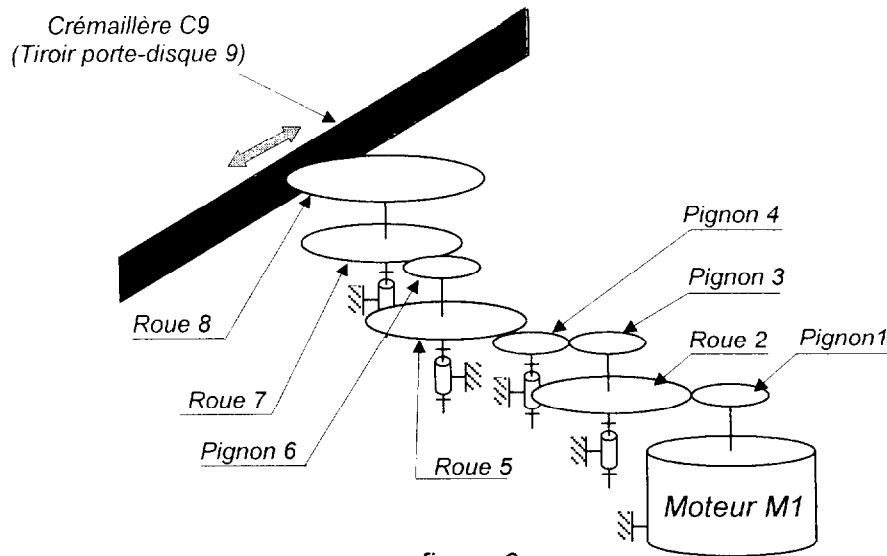 Crémaillère C9
(Tiroir porte-disque 9)
Pignon 4
Pignon 3
Roue 8
Roue 2
Pignon1
Roue 7
Pignon 6
Roue 5
Moteur M1